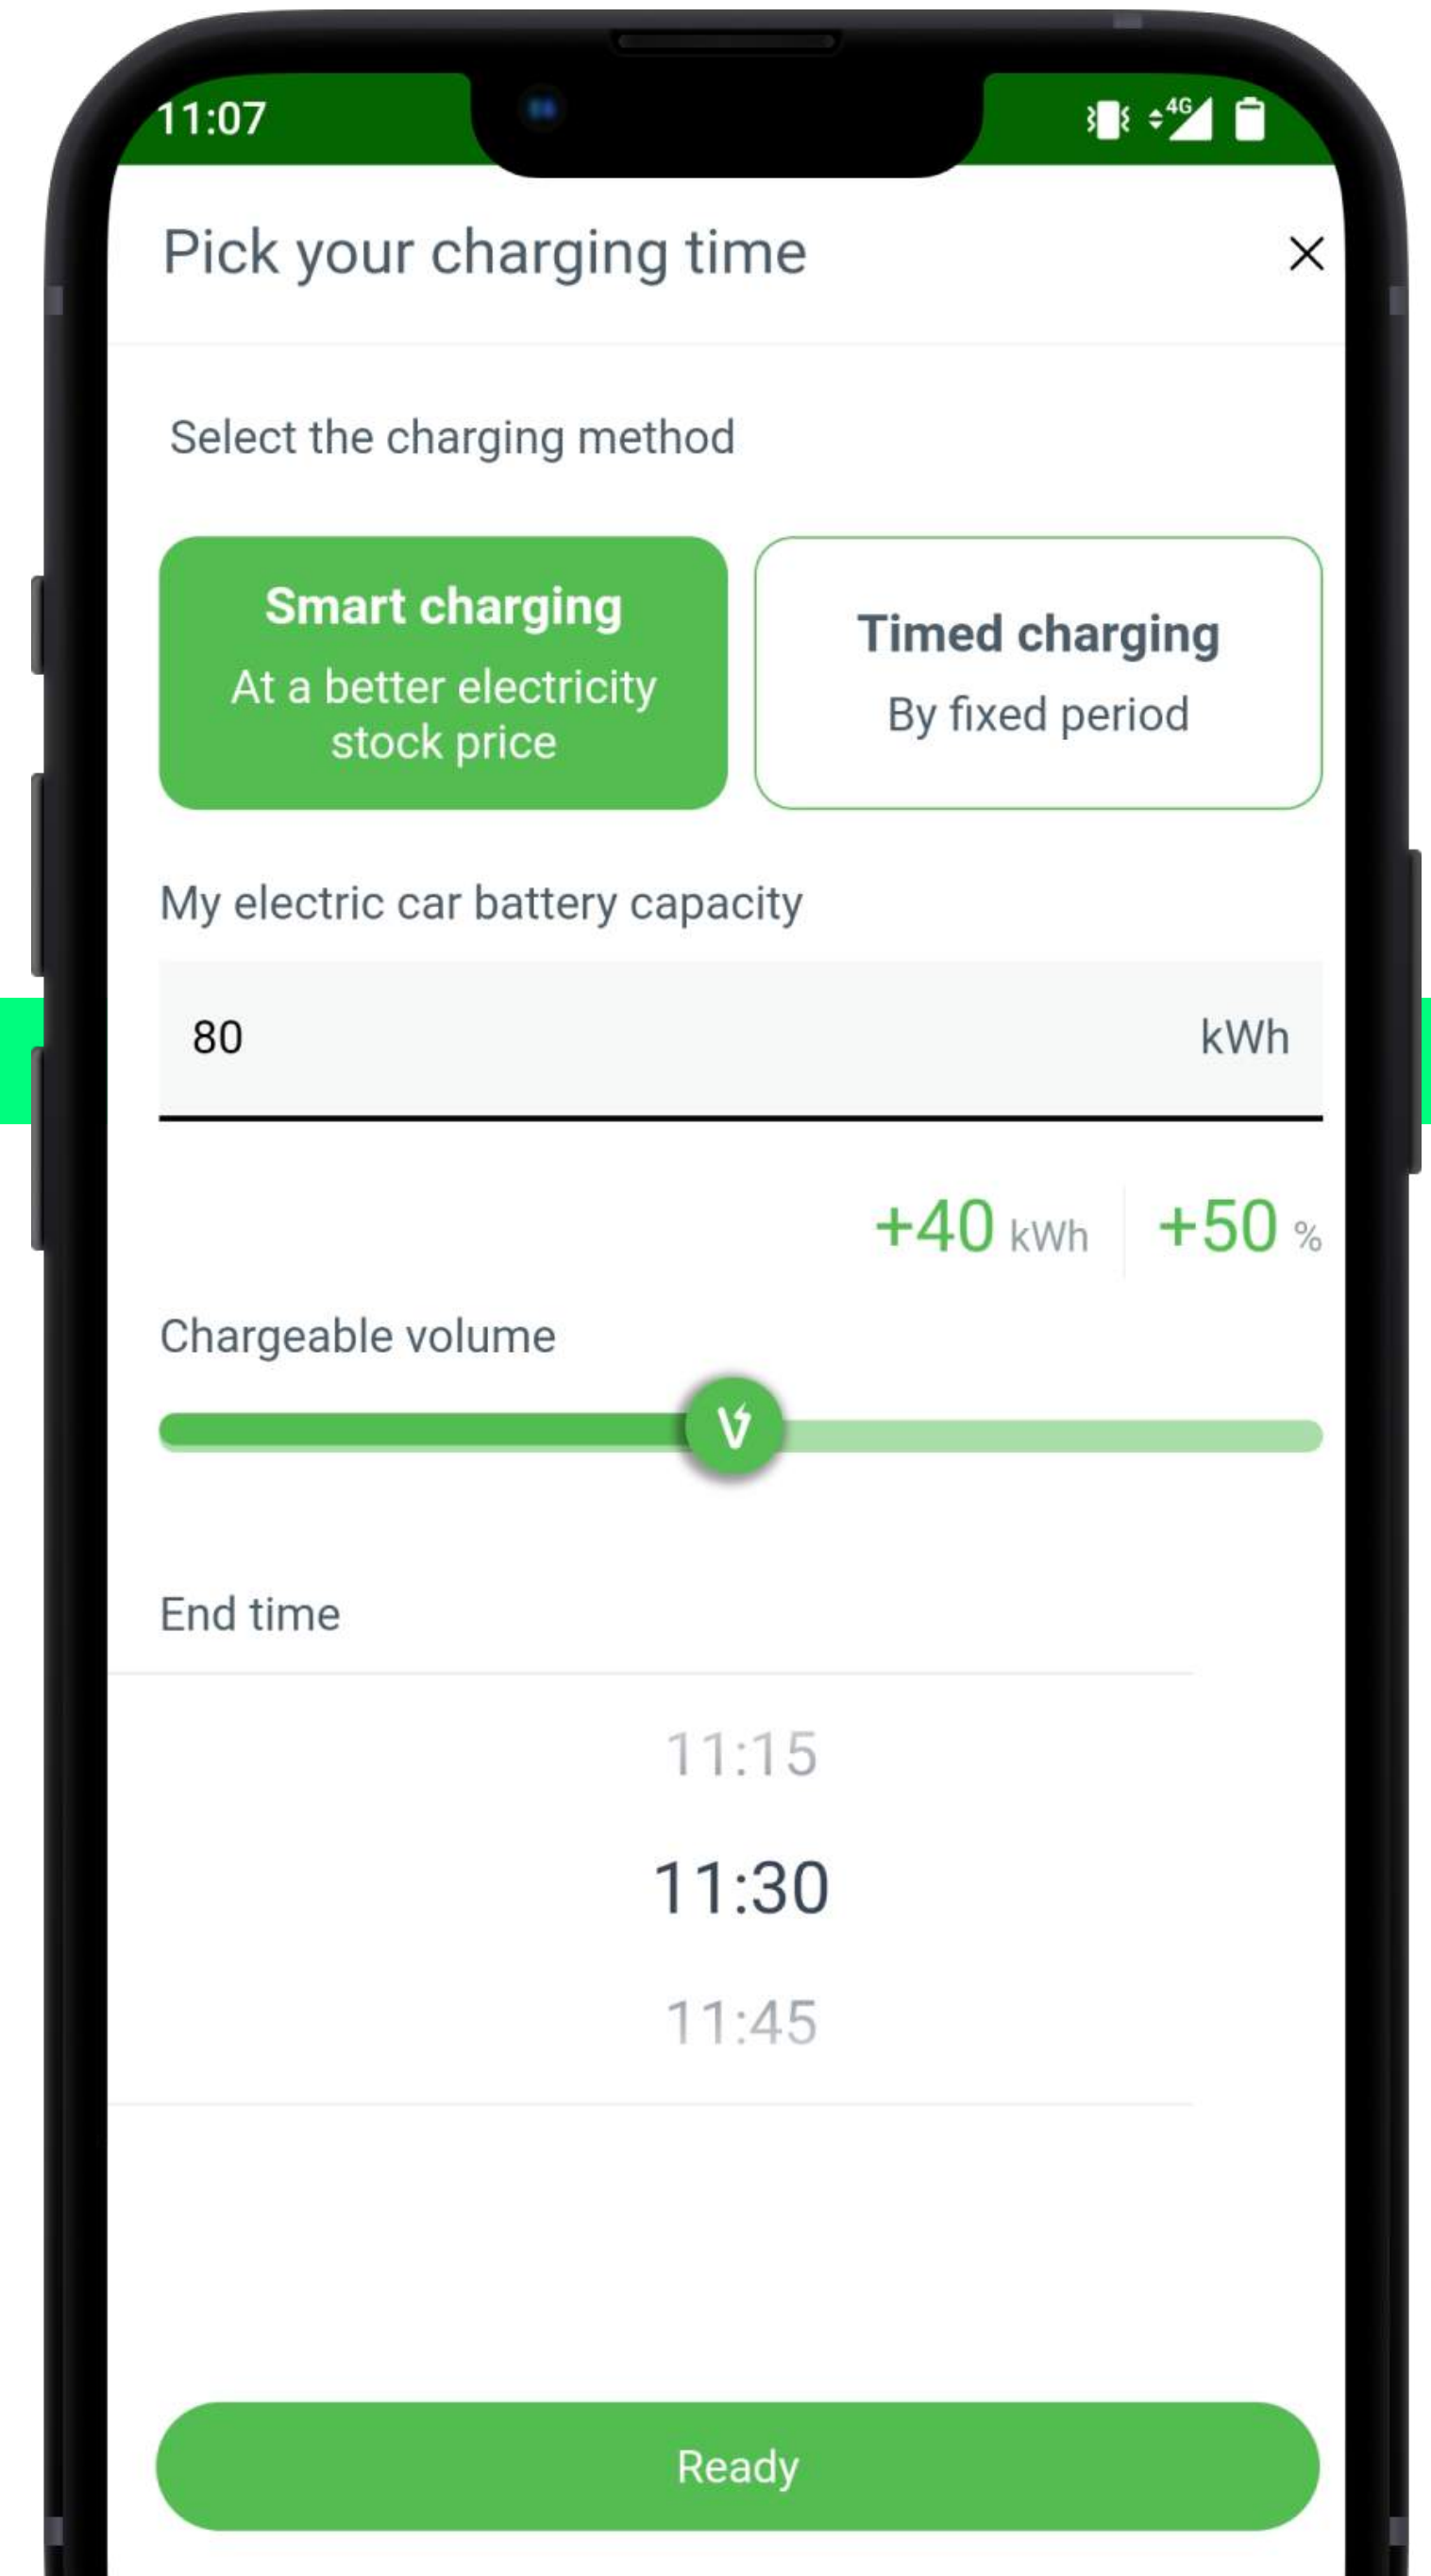 11:07
4G
Pick your charging time
Select the charging method
Smart charging
At a better electricity
stock price
Timed charging
By fixed period
My electric car battery capacity
80 kWh
+40 kWh +50 %
Chargeable volume
End time
11:15
11:30
11:45
Ready